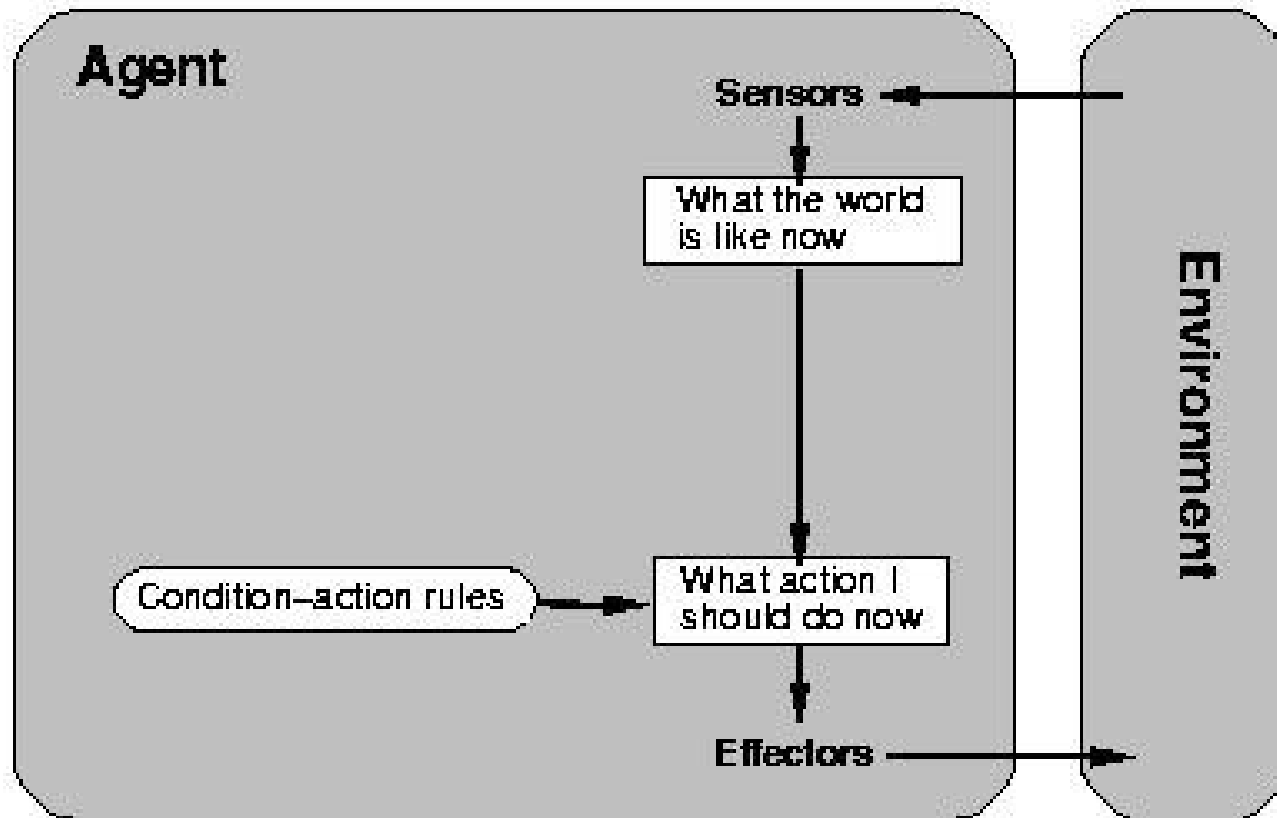 Agent
Sensors
What the world
is like now
Environment
Condition–action rules
What action I
should do now
Effectors